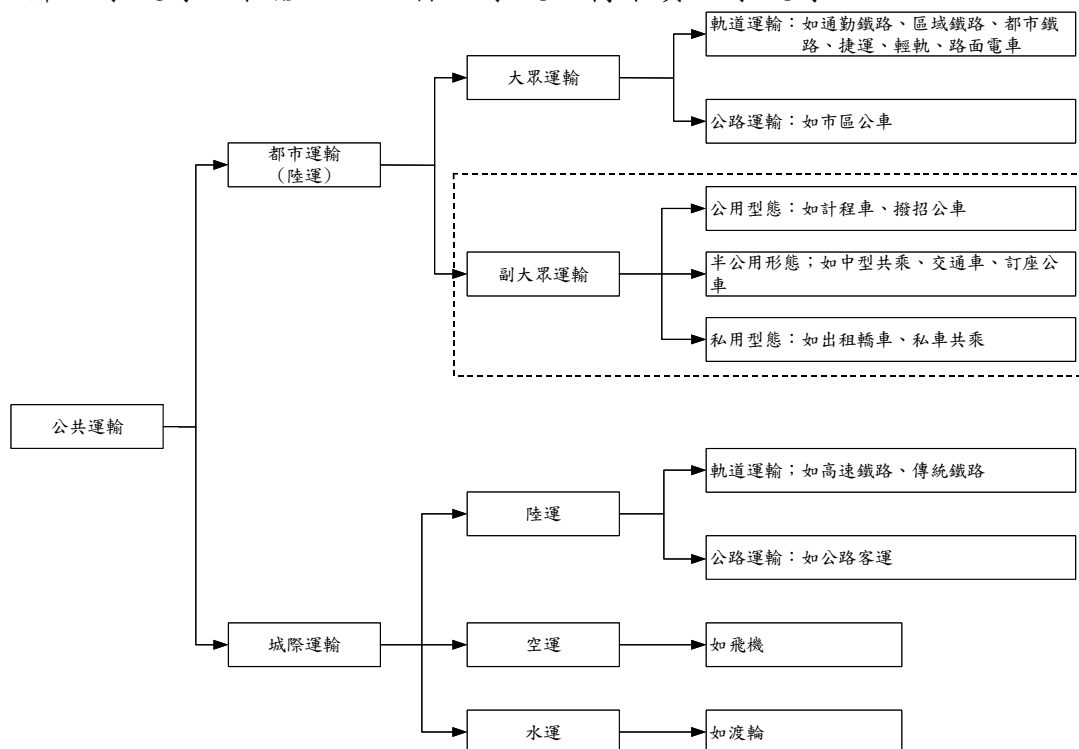 軌道運輸：如通勤鐵路、區域鐵路、都市鐵
路、捷運、輕軌、路面電車
大眾運輸
公路運輸：如市區公車
都市運輸
（陸運）
公用型態：如計程車、撥招公車
副大眾運輸
半公用形態；如中型共乘、交通車、訂座公
車
私用型態：如出租轎車、私車共乘
公共運輸
軌道運輸；如高速鐵路、傳統鐵路
陸運
公路運輸：如公路客運
城際運輸
空運
如飛機
水運
如渡輪